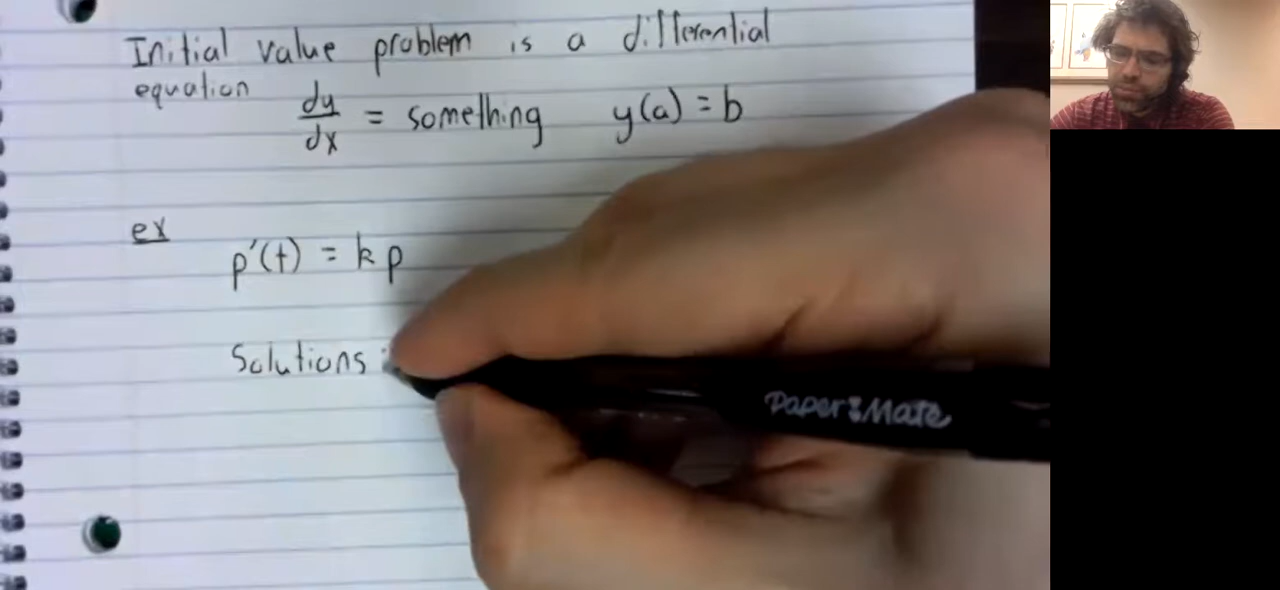 Initial value problem is a differential
equation
dy/dx = something y(a) = b
ex
p'(t) = kp
Solutions :
Paper:Mate